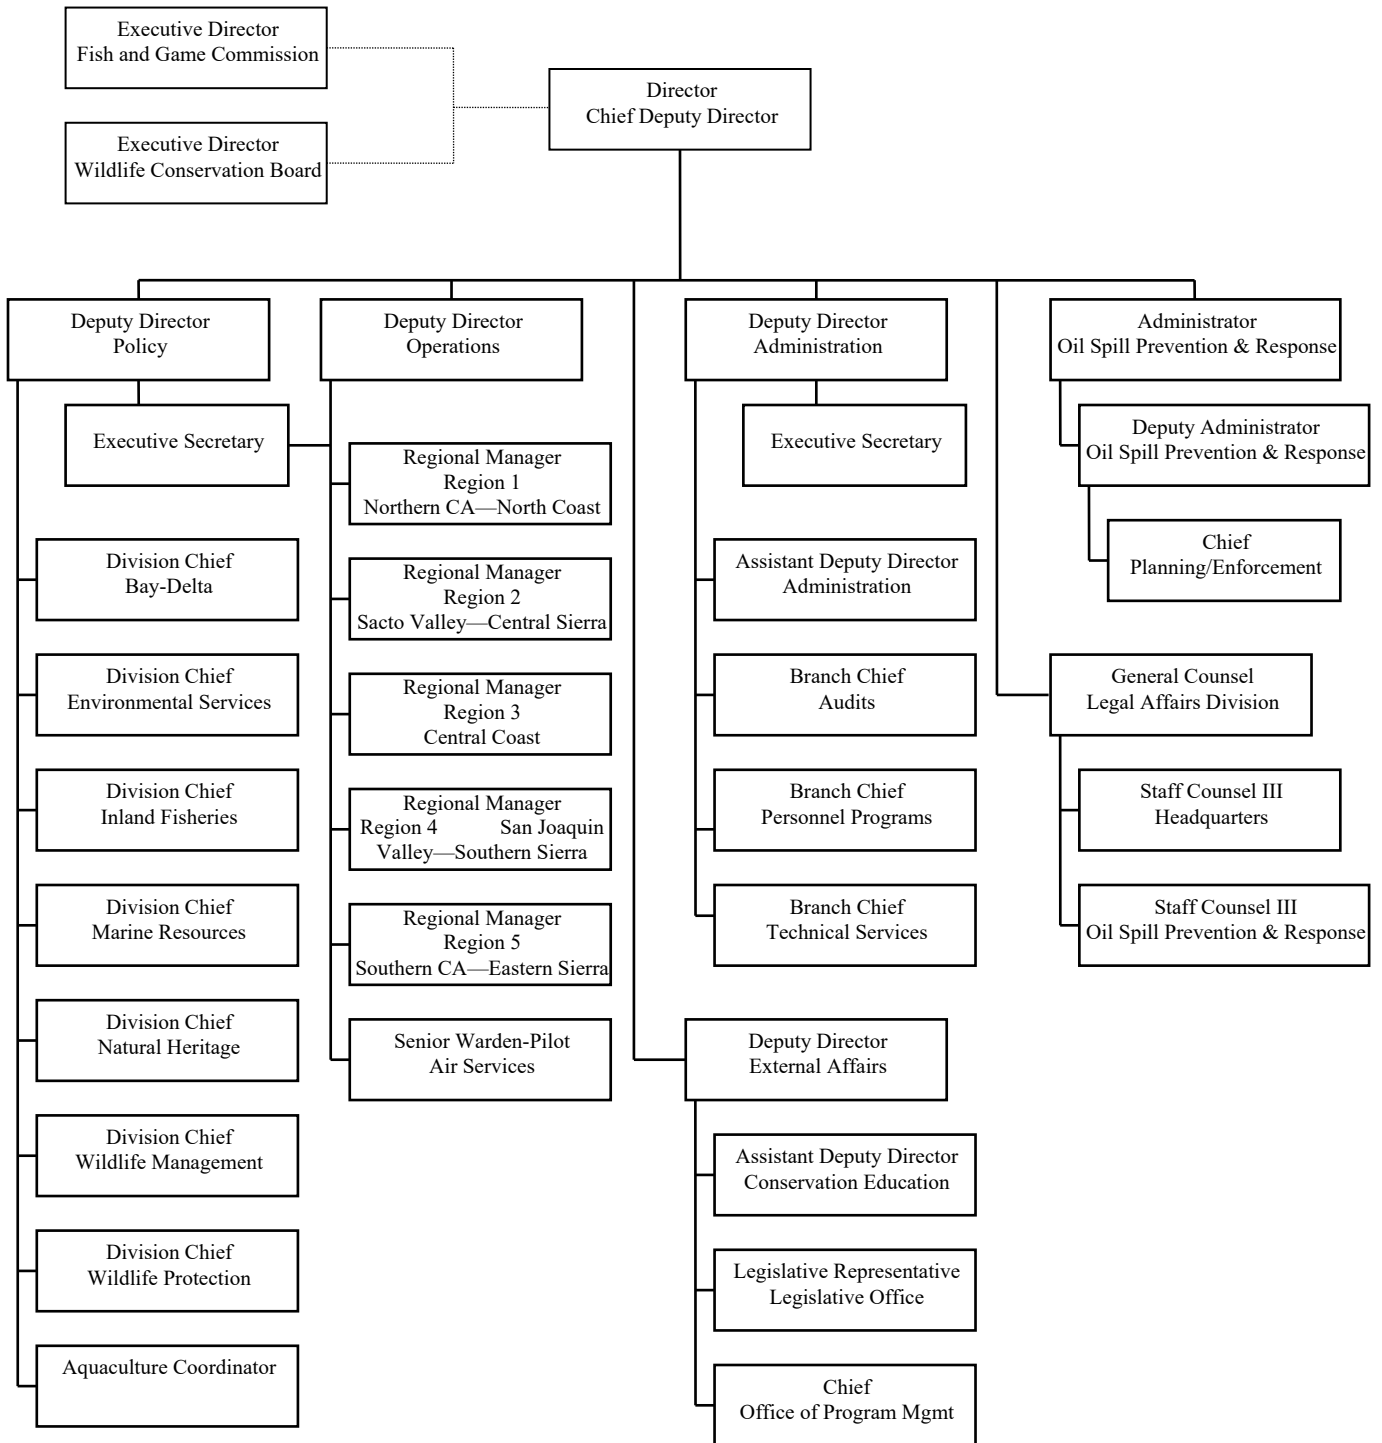 Executive Director
Fish and Game Commission
Director
Chief Deputy Director
Executive Director
Wildlife Conservation Board
Deputy Director
Policy
Executive Secretary
Division Chief
Bay-Delta
Division Chief
Environmental Services
Division Chief
Inland Fisheries
Division Chief
Marine Resources
Division Chief
Natural Heritage
Division Chief
Wildlife Management
Division Chief
Wildlife Protection
Aquaculture Coordinator
Deputy Director
Operations
Regional Manager
Region 1
Northern CA—North Coast
Regional Manager
Region 2
Sacto Valley—Central Sierra
Regional Manager
Region 3
Central Coast
Regional Manager
Region 4 San Joaquin
Valley—Southern Sierra
Regional Manager
Region 5
Southern CA—Eastern Sierra
Senior Warden-Pilot
Air Services
Deputy Director
Administration
Executive Secretary
Assistant Deputy Director
Administration
Branch Chief
Audits
Branch Chief
Personnel Programs
Branch Chief
Technical Services
Deputy Director
External Affairs
Assistant Deputy Director
Conservation Education
Legislative Representative
Legislative Office
Chief
Office of Program Mgmt
Administrator
Oil Spill Prevention & Response
Deputy Administrator
Oil Spill Prevention & Response
Chief
Planning/Enforcement
General Counsel
Legal Affairs Division
Staff Counsel III
Headquarters
Staff Counsel III
Oil Spill Prevention & Response